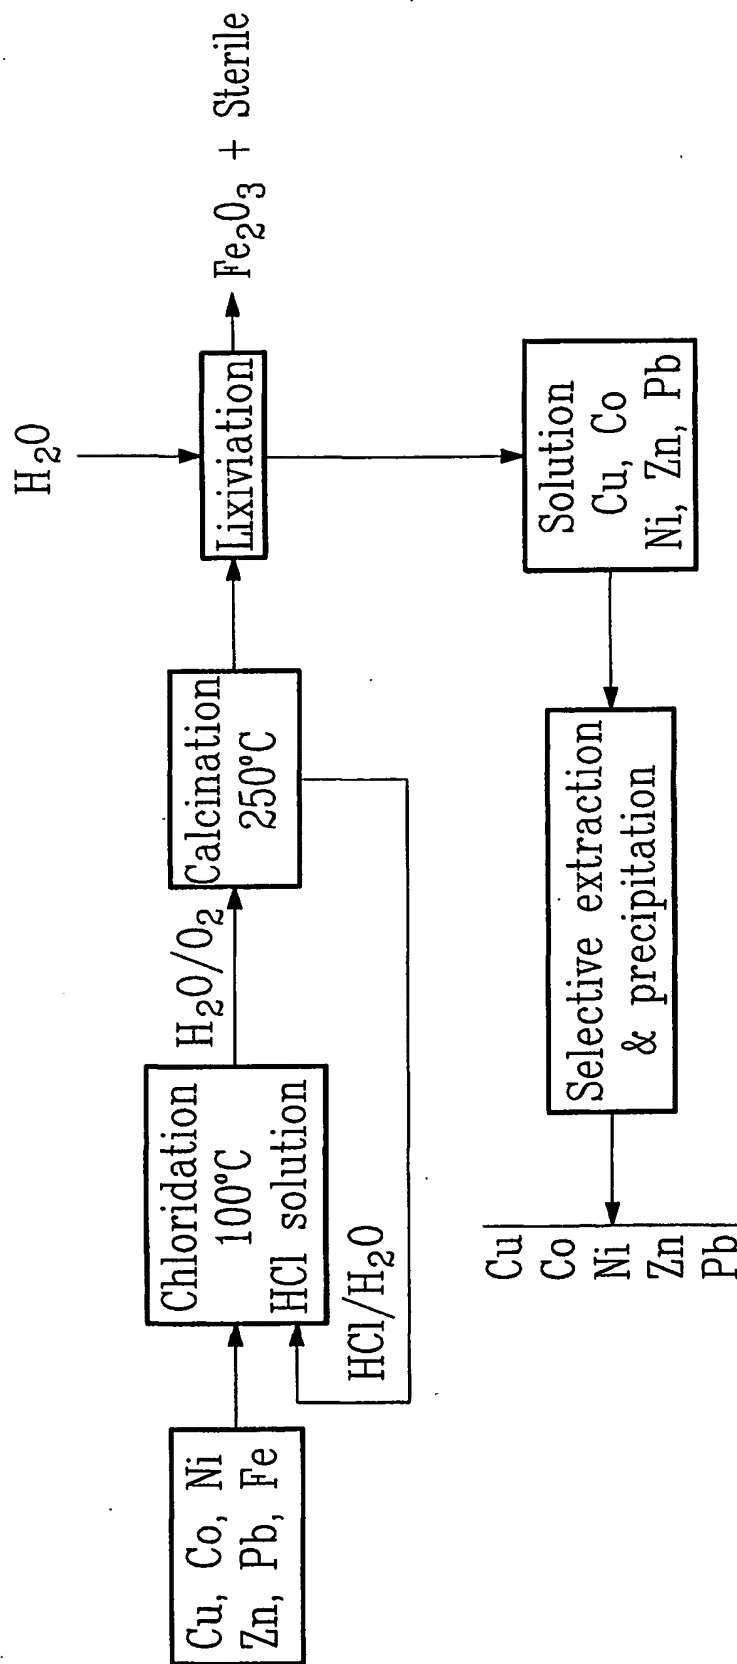 Cu, Co, Ni
Zn, Pb, Fe
Chloridation
100°C
HCl solution
HCl/H₂O
H₂O/O₂
Calcination
250°C
H₂O
Lixiviation
Fe₂O₃ + Sterile
Solution
Cu, Co
Ni, Zn, Pb
Selective extraction
& precipitation
Cu
Co
Ni
Zn
Pb